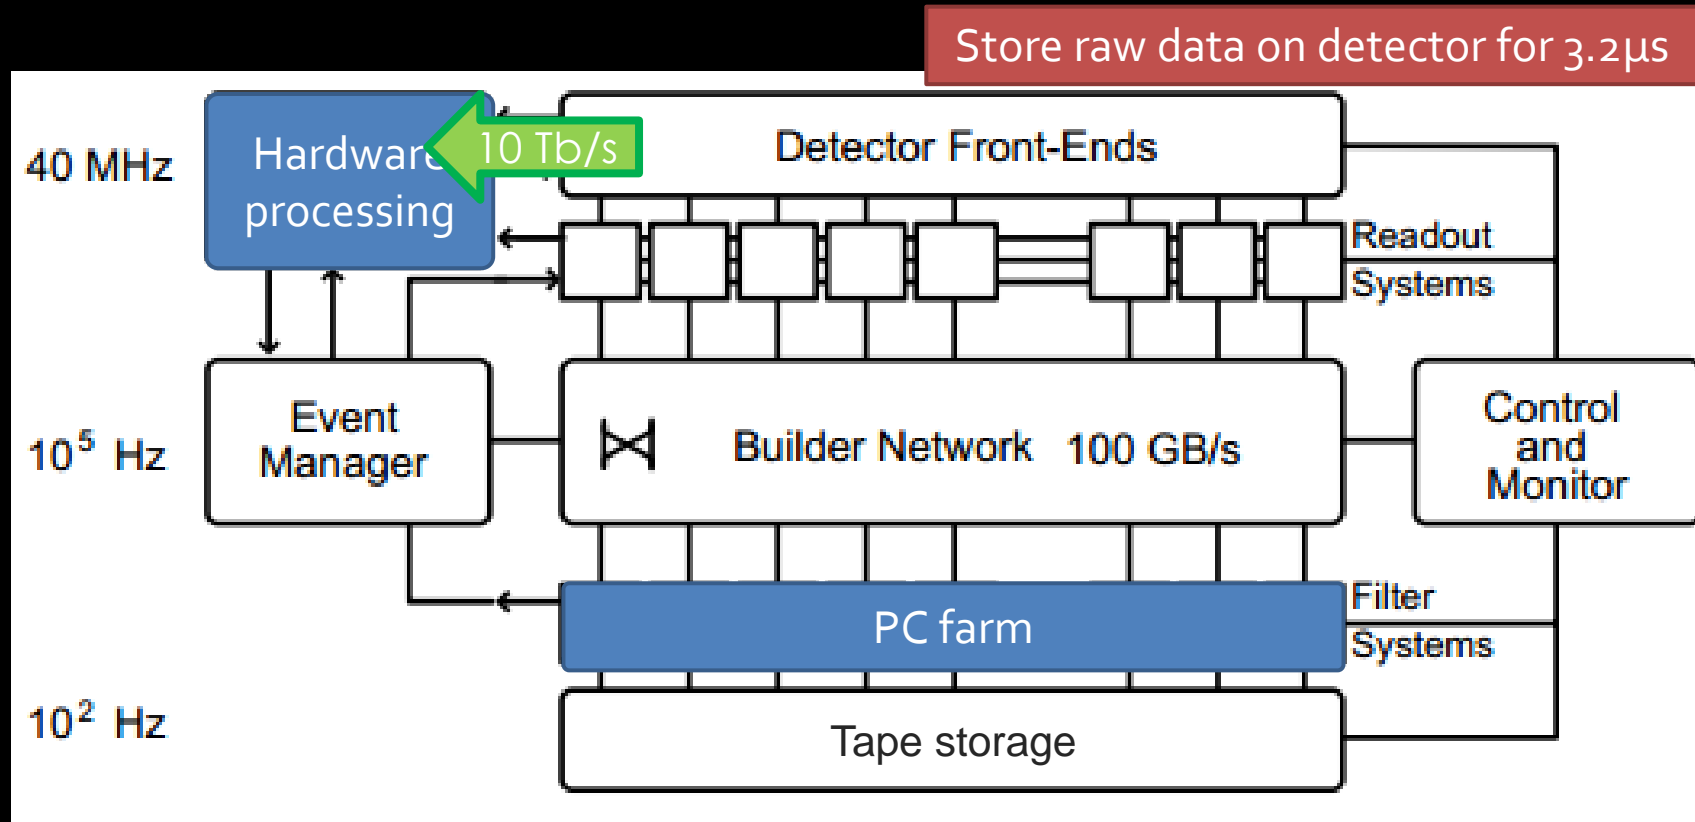 Store raw data on detector for 3.2µs
40 MHz
Hardware
processing
10 Tb/s
Detector Front-Ends
Readout
Systems
10⁵ Hz
Event
Manager
Builder Network 100 GB/s
Control
and
Monitor
PC farm
Filter
Systems
10² Hz
Tape storage